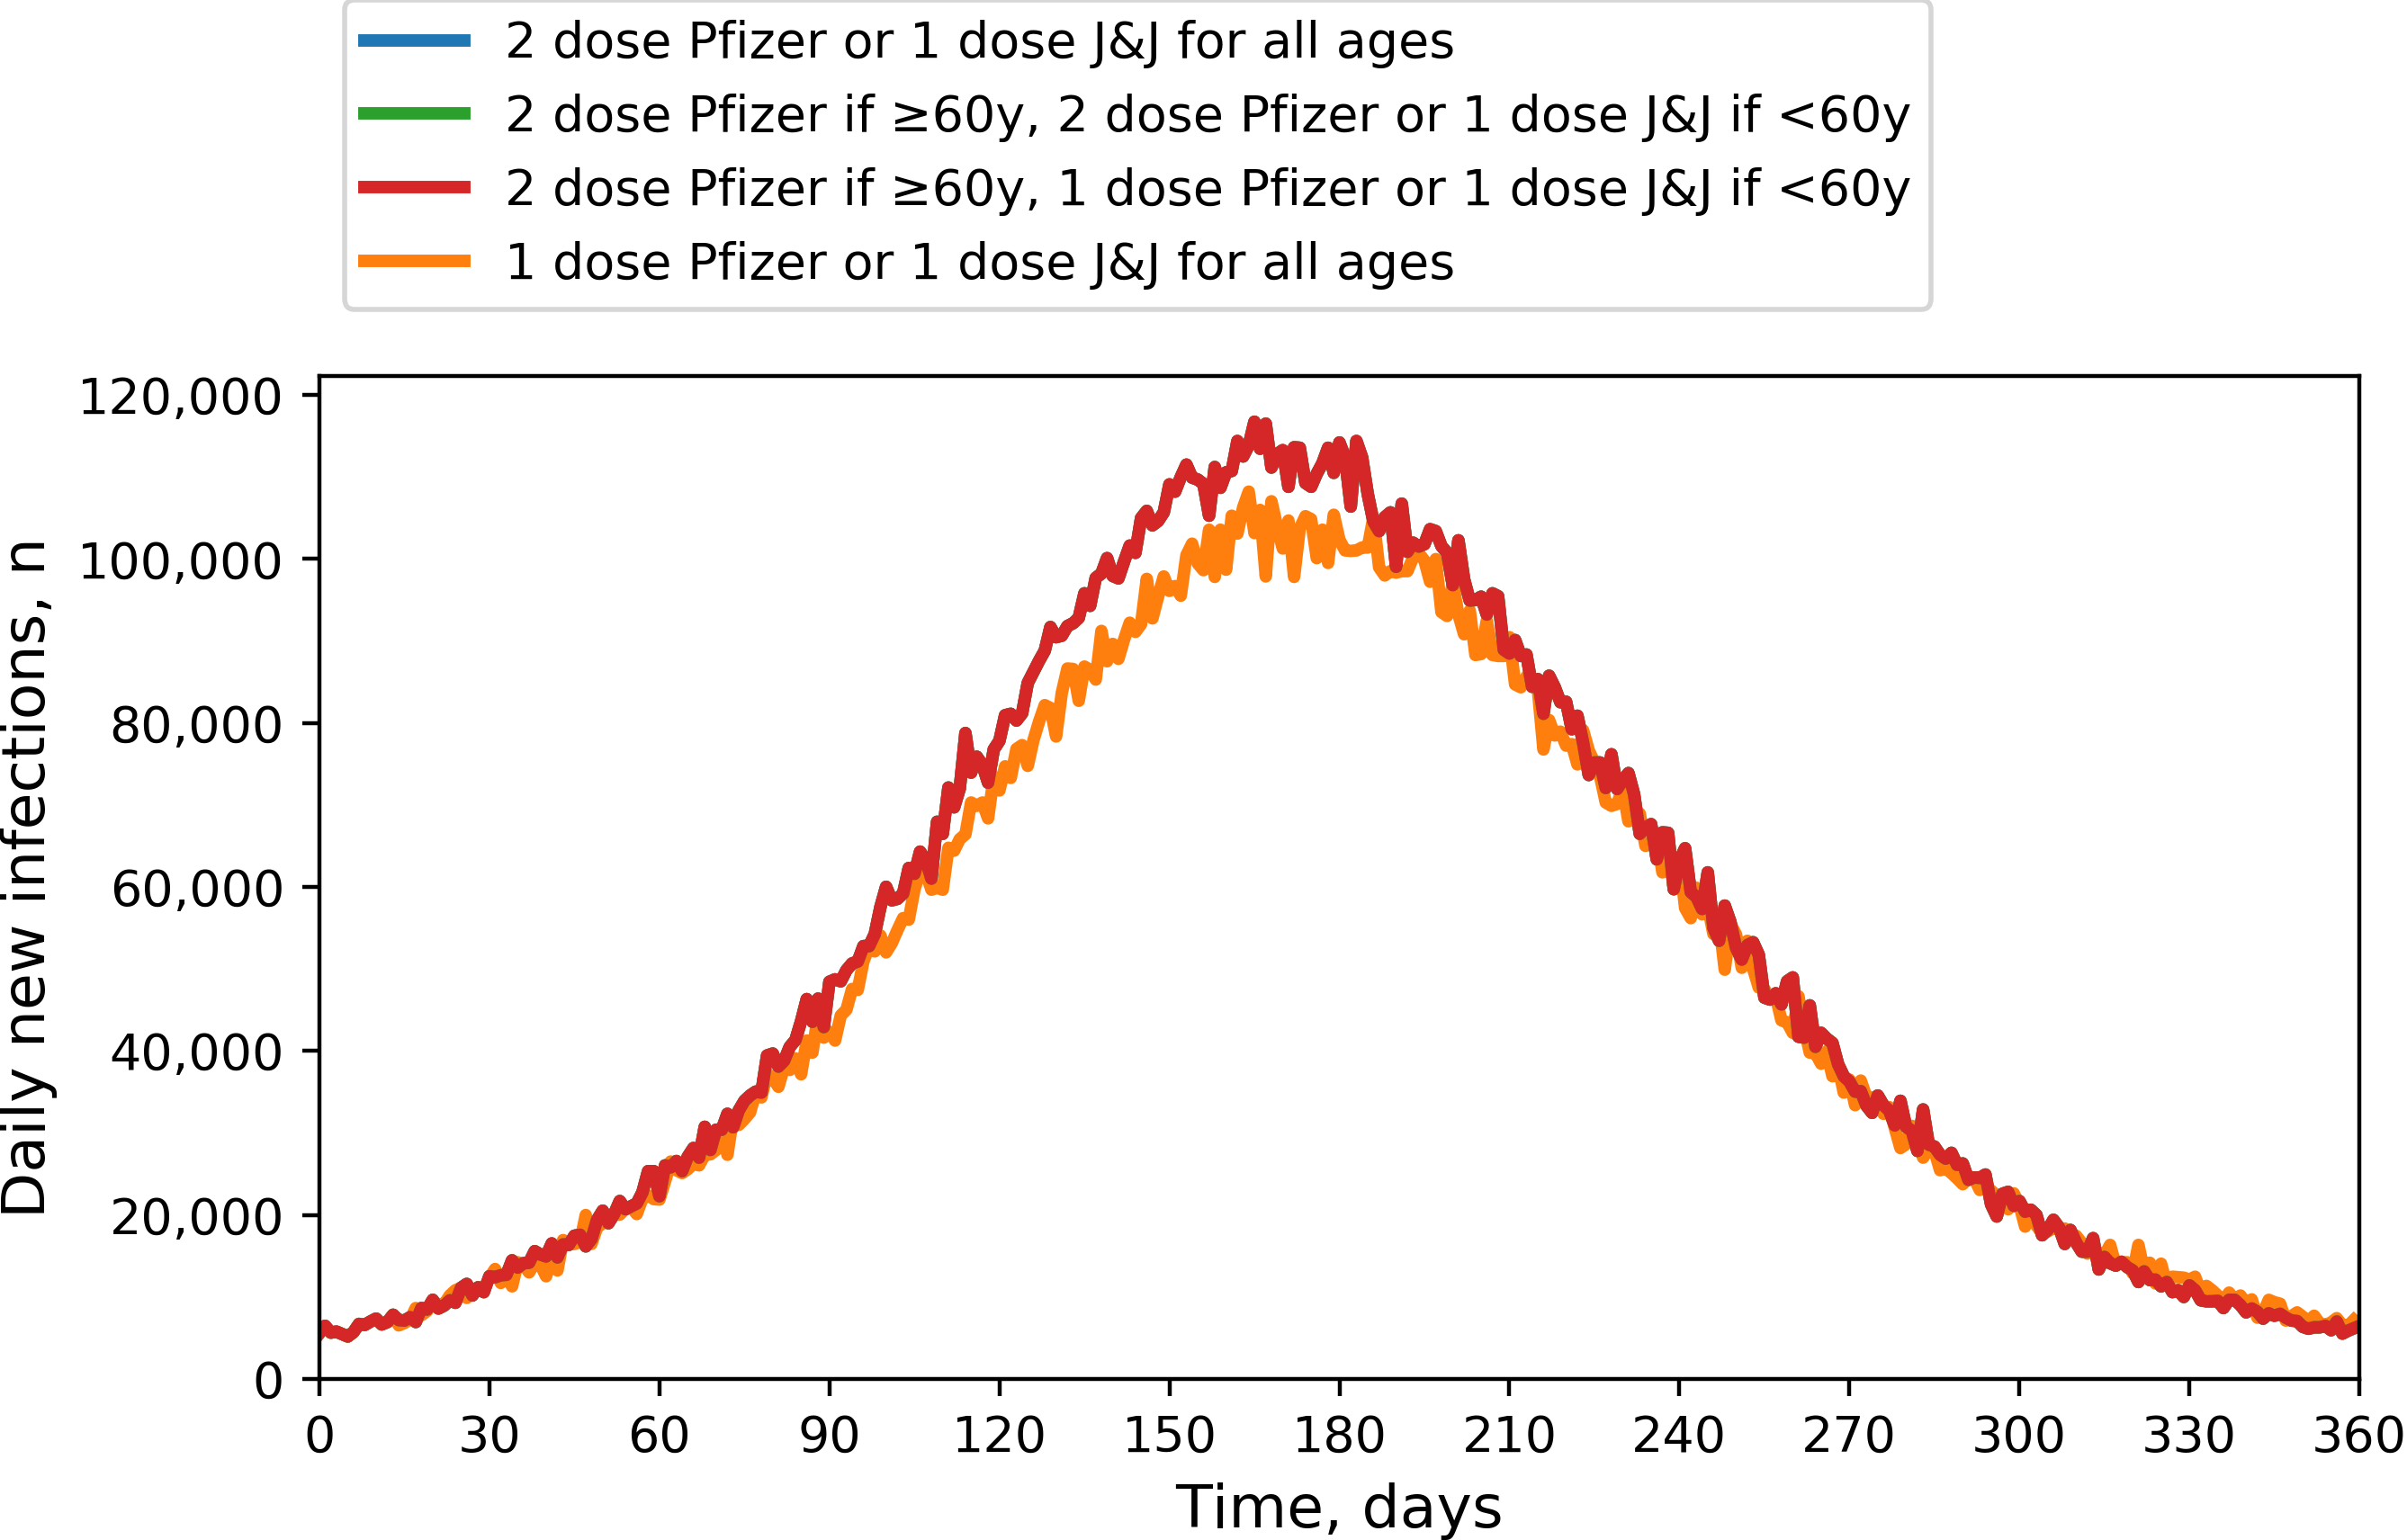 2 dose Pfizer or 1 dose J&J for all ages
2 dose Pfizer if ≥60y, 2 dose Pfizer or 1 dose J&J if <60y
2 dose Pfizer if ≥60y, 1 dose Pfizer or 1 dose J&J if <60y
1 dose Pfizer or 1 dose J&J for all ages
Daily new infections, n
120,000
100,000
80,000
60,000
40,000
20,000
0
0 30 60 90 120 150 180 210 240 270 300 330 360
Time, days